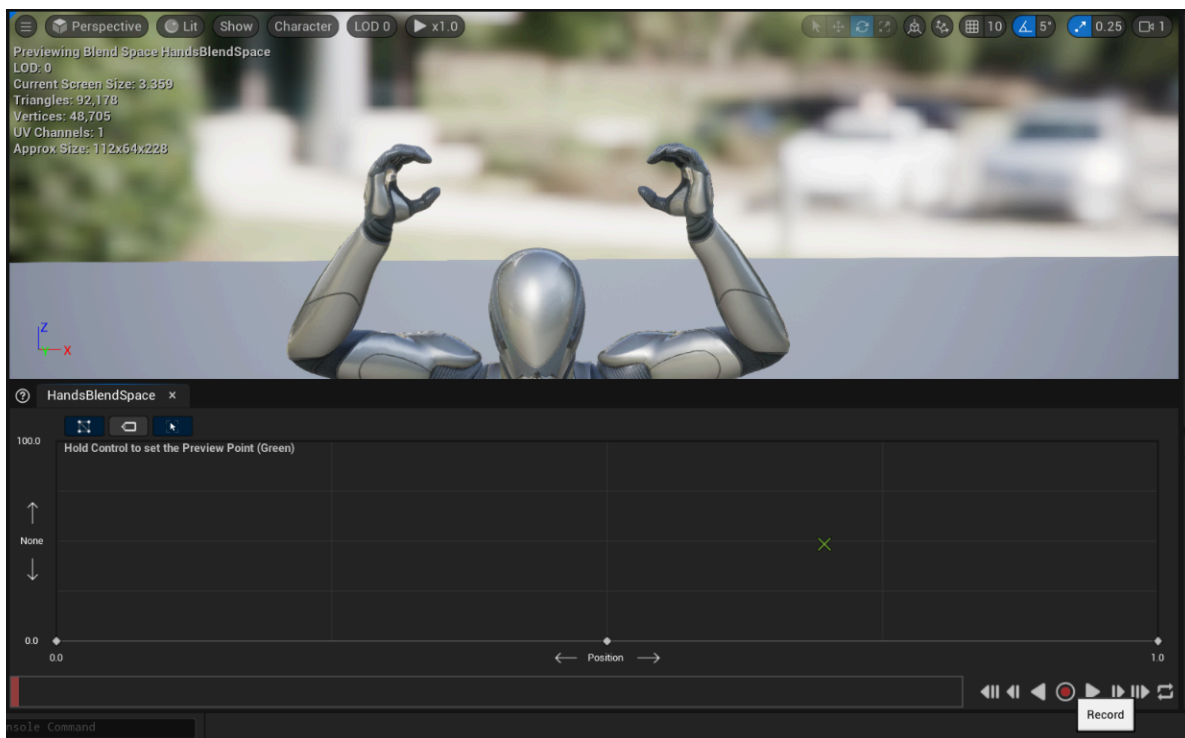 Perspective Lit Show Character LOD 0 x1.0 10 5° 0.25 1
Previewing Blend Space HandsBlendSpace
LOD: 0
Current Screen Size: 3.359
Triangles: 92,178
Vertices: 48,705
UV Channels: 1
Approx Size: 112x64x228
Z
X
HandsBlendSpace ×
100.0
Hold Control to set the Preview Point (Green)
None
0.0
0.0 Position 1.0
Record
nsole Command